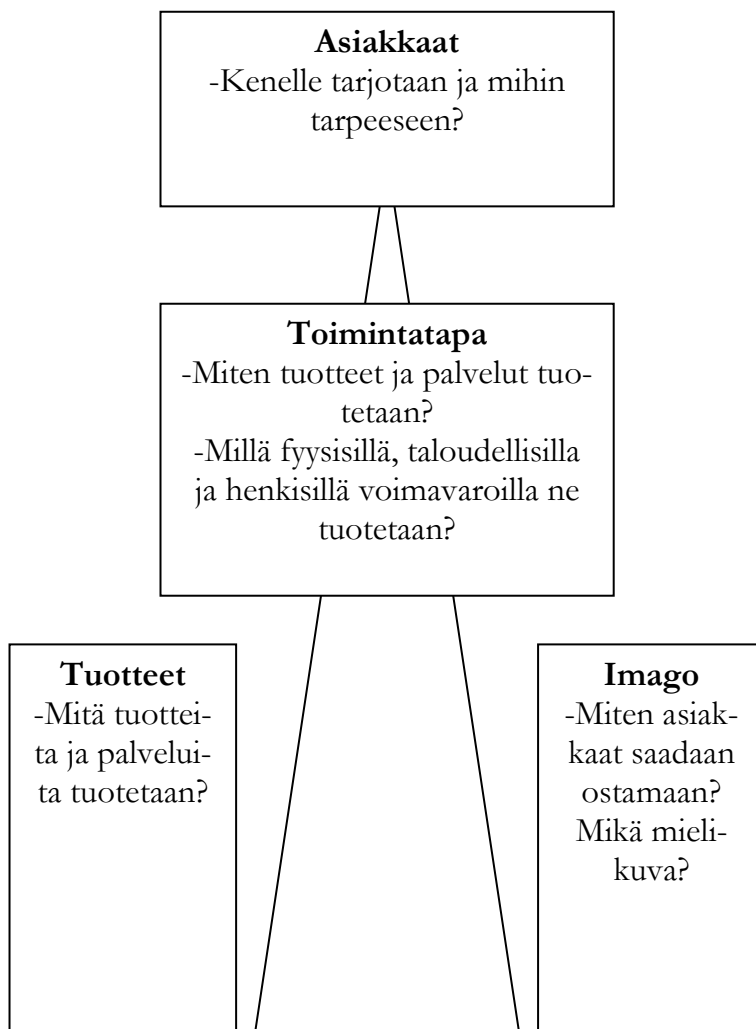 Asiakkaat
-Kenelle tarjotaan ja mihin
tarpeeseen?
Toimintatapa
-Miten tuotteet ja palvelut tuo-
tetaan?
-Millä fyysisillä, taloudellisilla
ja henkisillä voimavaroilla ne
tuotetaan?
Tuotteet
-Mitä tuottei-
ta ja palvelui-
ta tuotetaan?
Imago
-Miten asiak-
kaat saadaan
ostamaan?
Mikä mieli-
kuva?